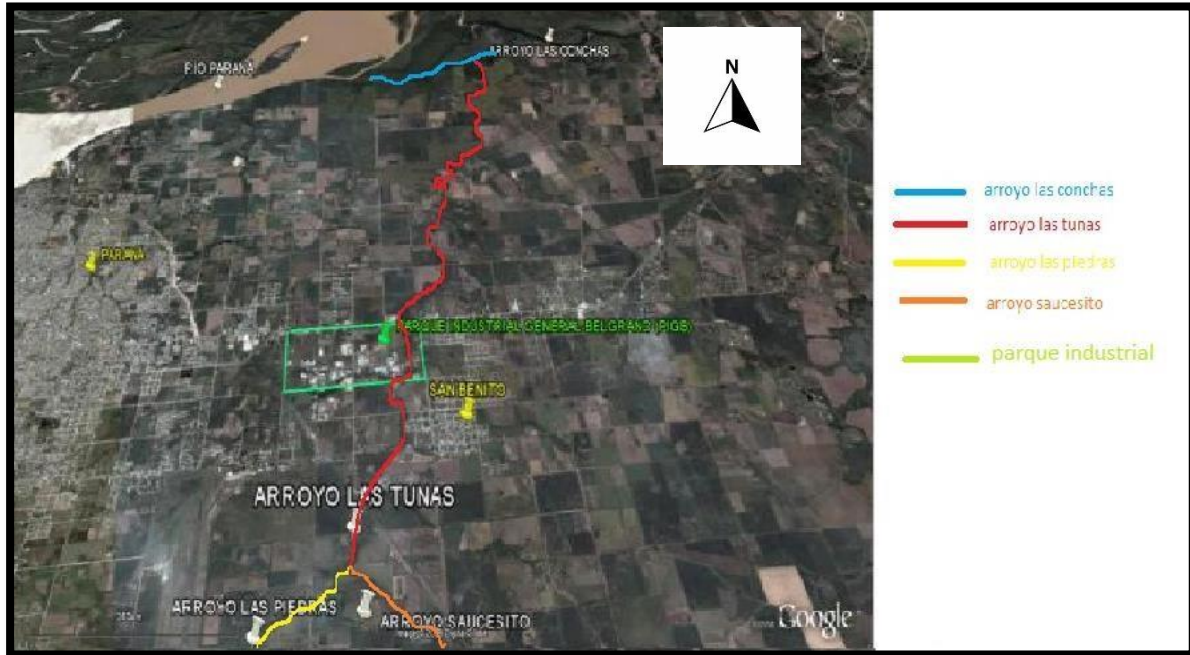 ARROYO LAS CONCHAS
RIO PARANA
N
PARANA
PARQUE INDUSTRIAL GENERAL BELGRANO (PIGB)
SAN BENITO
ARROYO LAS TUNAS
ARROYO LAS PIEDRAS
ARROYO SAUCESITO
Google
arroyo las conchas
arroyo las tunas
arroyo las piedras
arroyo saucesito
parque industrial